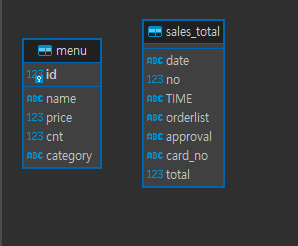 menu
123 id
ABC name
123 price
123 cnt
ABC category
sales_total
ABC date
123 no
ABC TIME
ABC orderlist
ABC approval
ABC card_no
123 total